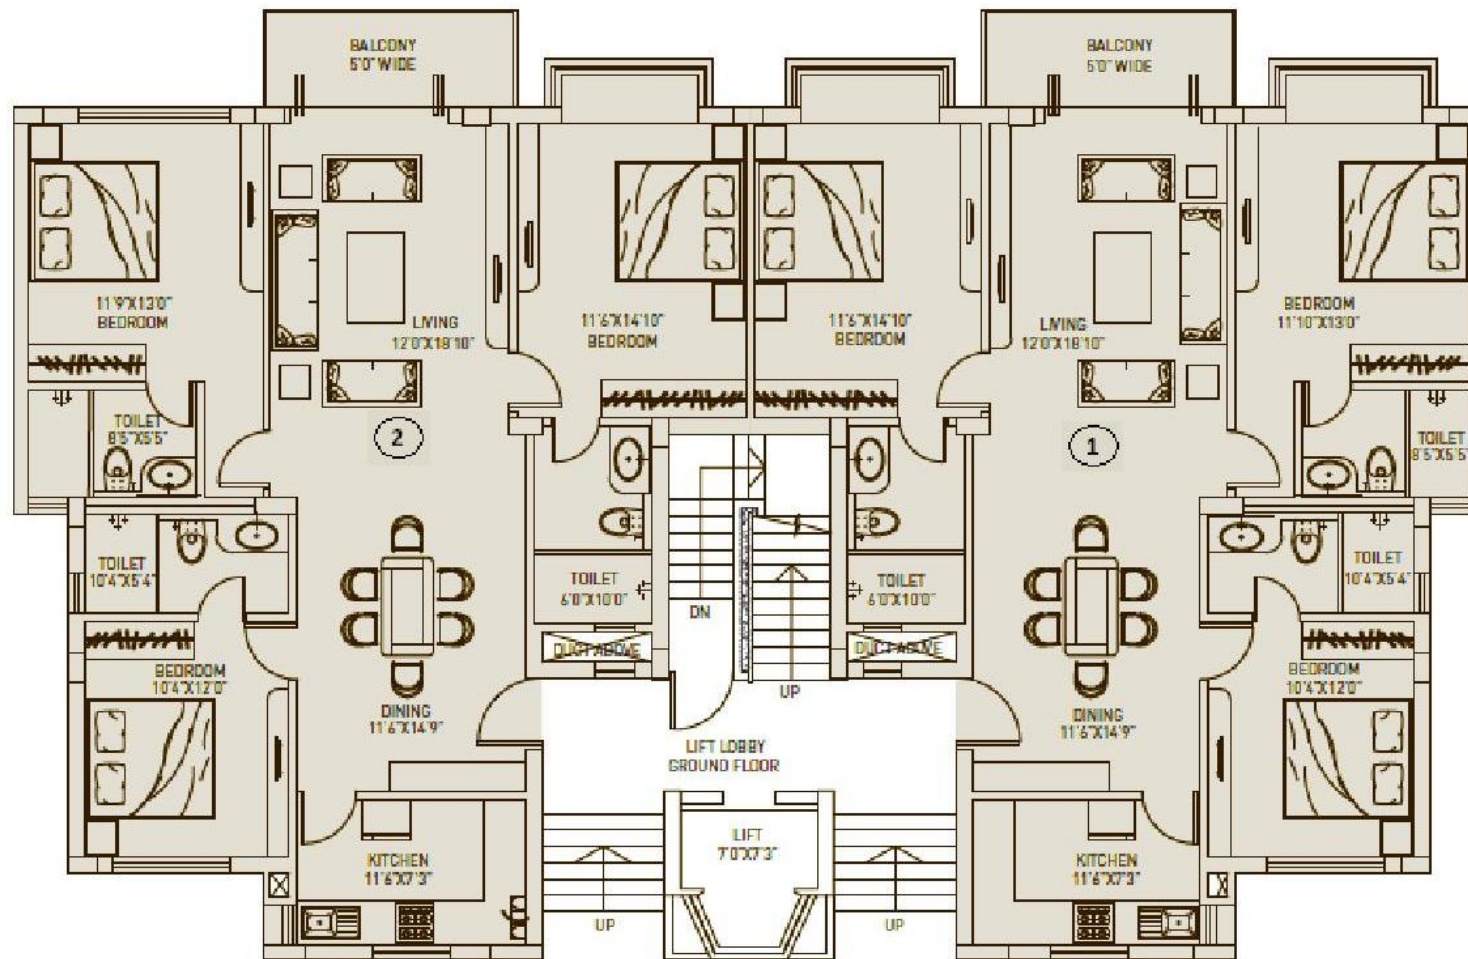 BALCONY
5'0" WIDE
BALCONY
5'0" WIDE
11'9"X13'0"
BEDROOM
LIVING
12'0"X18'10"
11'6"X14'10"
BEDROOM
11'6"X14'10"
BEDROOM
LIVING
12'0"X18'10"
BEDROOM
11'10"X13'0"
TOILET
8'5"X5'5"
2
1
TOILET
8'5"X5'5"
TOILET
10'4"X5'4"
TOILET
6'0"X10'0"
DN
TOILET
6'0"X10'0"
TOILET
10'4"X5'4"
DUCT ABOVE
DUCT ABOVE
BEDROOM
10'4"X12'0"
UP
BEDROOM
10'4"X12'0"
DINING
11'6"X14'9"
DINING
11'6"X14'9"
LIFT LOBBY
GROUND FLOOR
LIFT
7'0"X7'3"
KITCHEN
11'6"X7'3"
KITCHEN
11'6"X7'3"
UP
UP